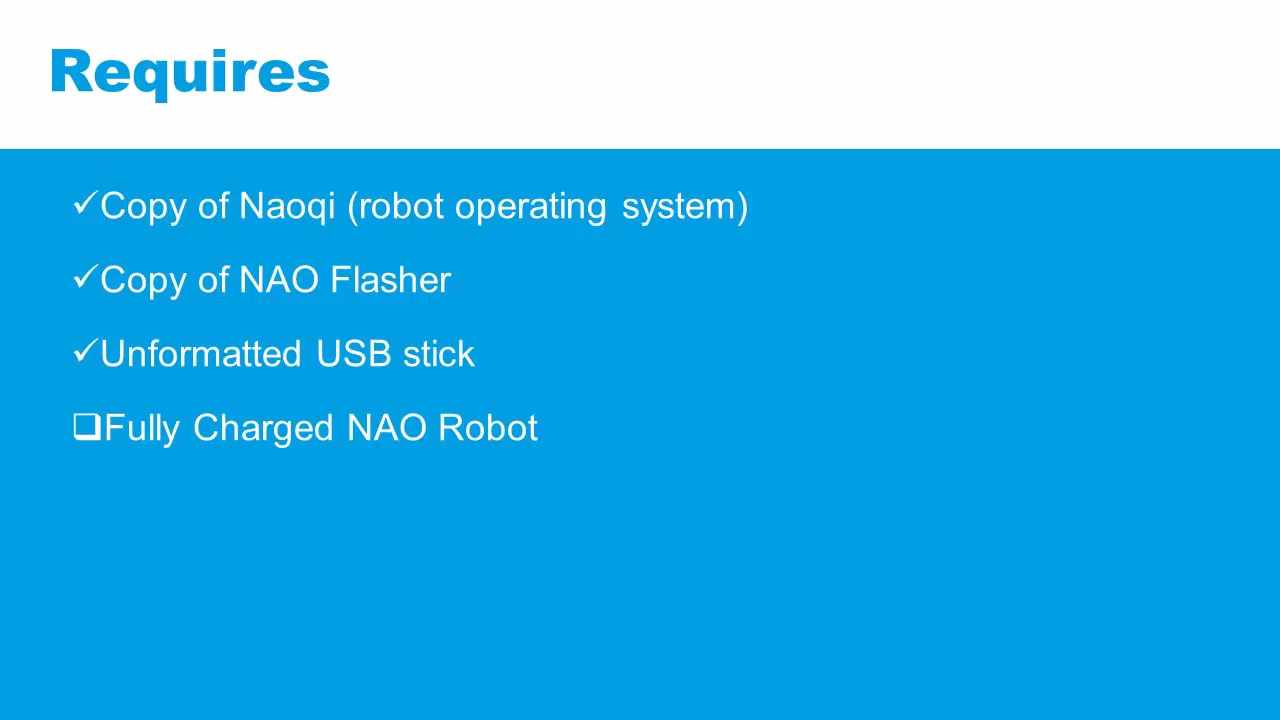 Requires
✓Copy of Naoqi (robot operating system)
✓Copy of NAO Flasher
✓Unformatted USB stick
❑Fully Charged NAO Robot